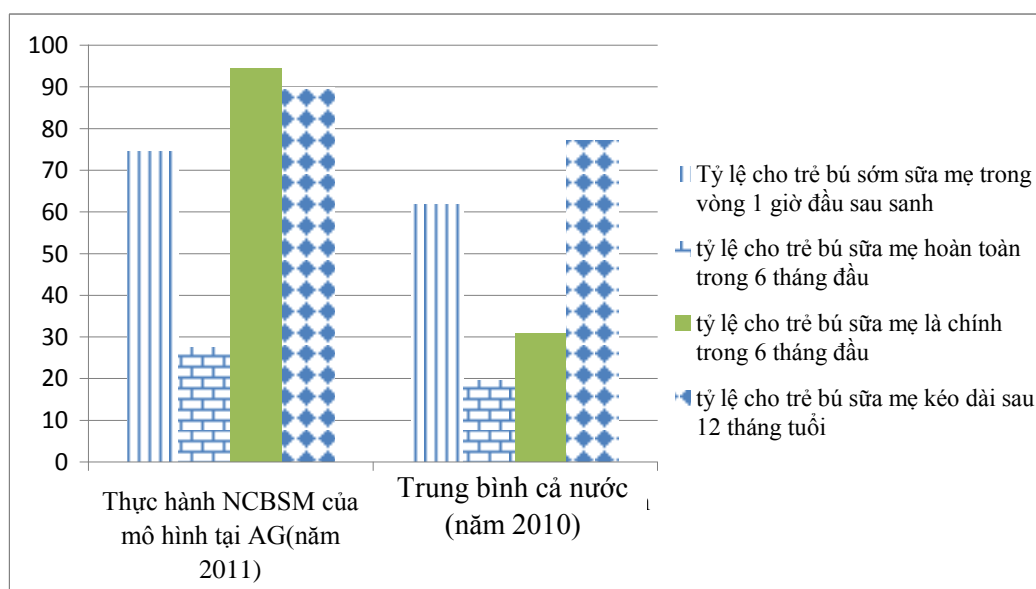 100
90
80
70
60
50
40
30
20
10
0
Thực hành NCBSM của
mô hình tại AG(năm
2011)
Trung bình cả nước
(năm 2010)
Tỷ lệ cho trẻ bú sớm sữa mẹ trong
vòng 1 giờ đầu sau sanh
tỷ lệ cho trẻ bú sữa mẹ hoàn toàn
trong 6 tháng đầu
tỷ lệ cho trẻ bú sữa mẹ là chính
trong 6 tháng đầu
tỷ lệ cho trẻ bú sữa mẹ kéo dài sau
12 tháng tuổi